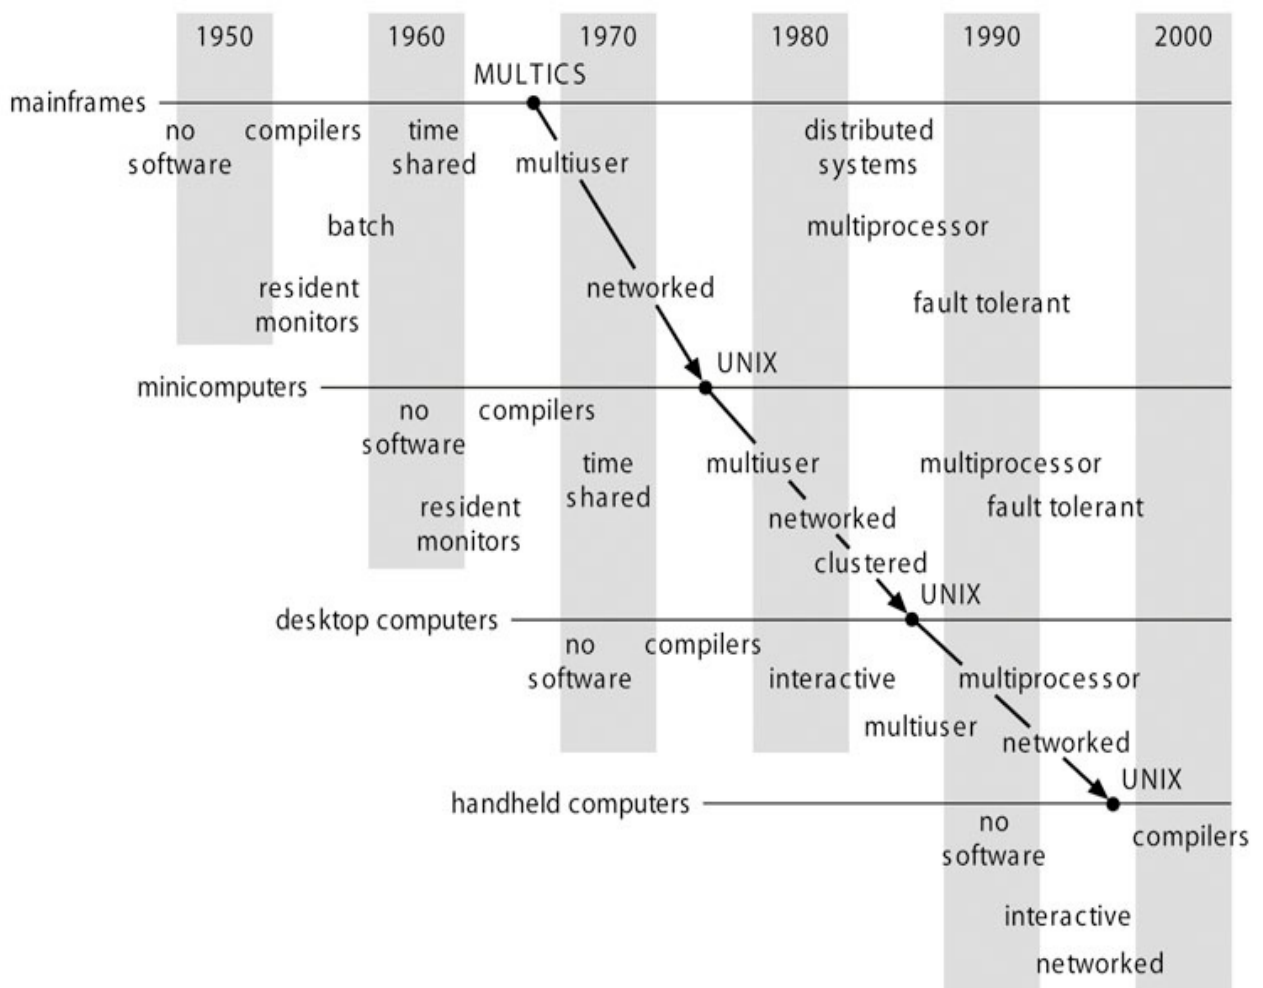 1950 1960 1970 1980 1990 2000
MULTICS
mainframes
no compilers time distributed
software shared multiuser systems
batch multiprocessor
resident networked fault tolerant
monitors
UNIX
minicomputers
no compilers
software
time multiuser multiprocessor
shared
resident fault tolerant
monitors networked
clustered
UNIX
desktop computers
no compilers
software interactive multiprocessor
multiuser
networked
UNIX
handheld computers
no compilers
software
interactive
networked